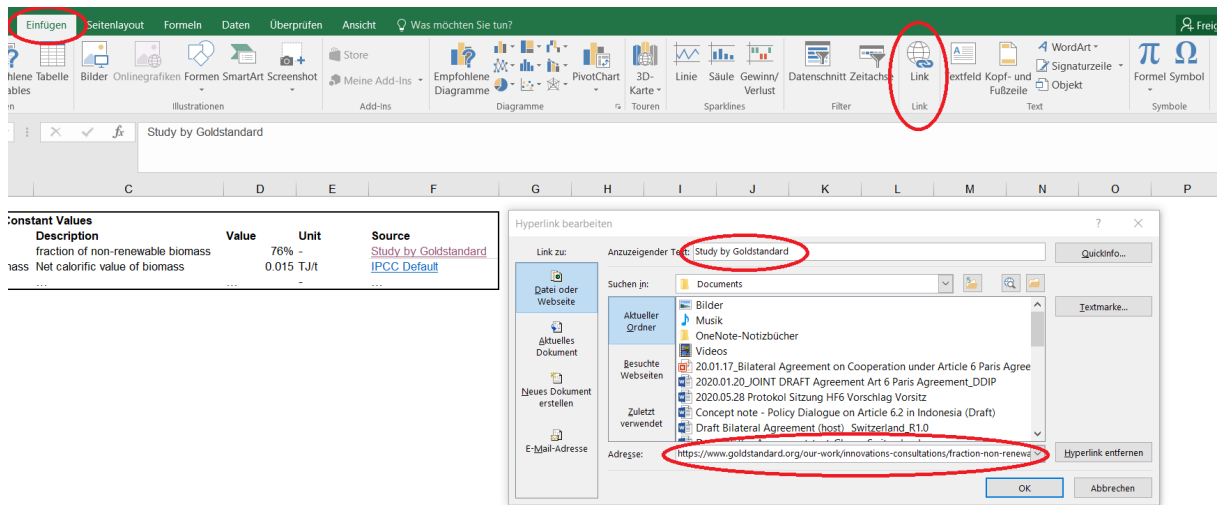 Einfügen Seitenlayout Formeln Daten Überprüfen Ansicht Was möchten Sie tun? Freig
hlene Tabelle Bilder Onlinegrafiken Formen SmartArt Screenshot
ables
Illustrationen
Store
Meine Add-Ins
Add-Ins
Empfohlene Diagramme
PivotChart
Diagramme
3D-Karte
Touren
Linie Säule Gewinn/Verlust
Sparklines
Datenschnitt Zeitachse
Filter
Link
Link
Textfeld Kopf- und Fußzeile
WordArt
Signaturzeile
Objekt
Text
Formel Symbol
Symbole
fx Study by Goldstandard
C D E F G H I J K L M N O P
Constant Values
Description Value Unit Source
fraction of non-renewable biomass 76% - Study by Goldstandard
mass Net calorific value of biomass 0.015 TJ/t IPCC Default
... ... - ...
Hyperlink bearbeiten ? ×
Link zu: Anzuzeigender Text: Study by Goldstandard QuickInfo...
Datei oder Webseite
Aktuelles Dokument
Neues Dokument erstellen
E-Mail-Adresse
Suchen in: Documents
Aktueller Ordner
Besuchte Webseiten
Zuletzt verwendet
Bilder
Musik
OneNote-Notizbücher
Videos
20.01.17_Bilateral Agreement on Cooperation under Article 6 Paris Agree
2020.01.20_JOINT DRAFT Agreement Art 6 Paris Agreement_DDIP
2020.05.28 Protokol Sitzung HF6 Vorschlag Vorsitz
Concept note - Policy Dialogue on Article 6.2 in Indonesia (Draft)
Draft Bilateral Agreement (host)_Switzerland_R1.0
Textmarke...
Adresse: https://www.goldstandard.org/our-work/innovations-consultations/fraction-non-renewa
Hyperlink entfernen
OK Abbrechen